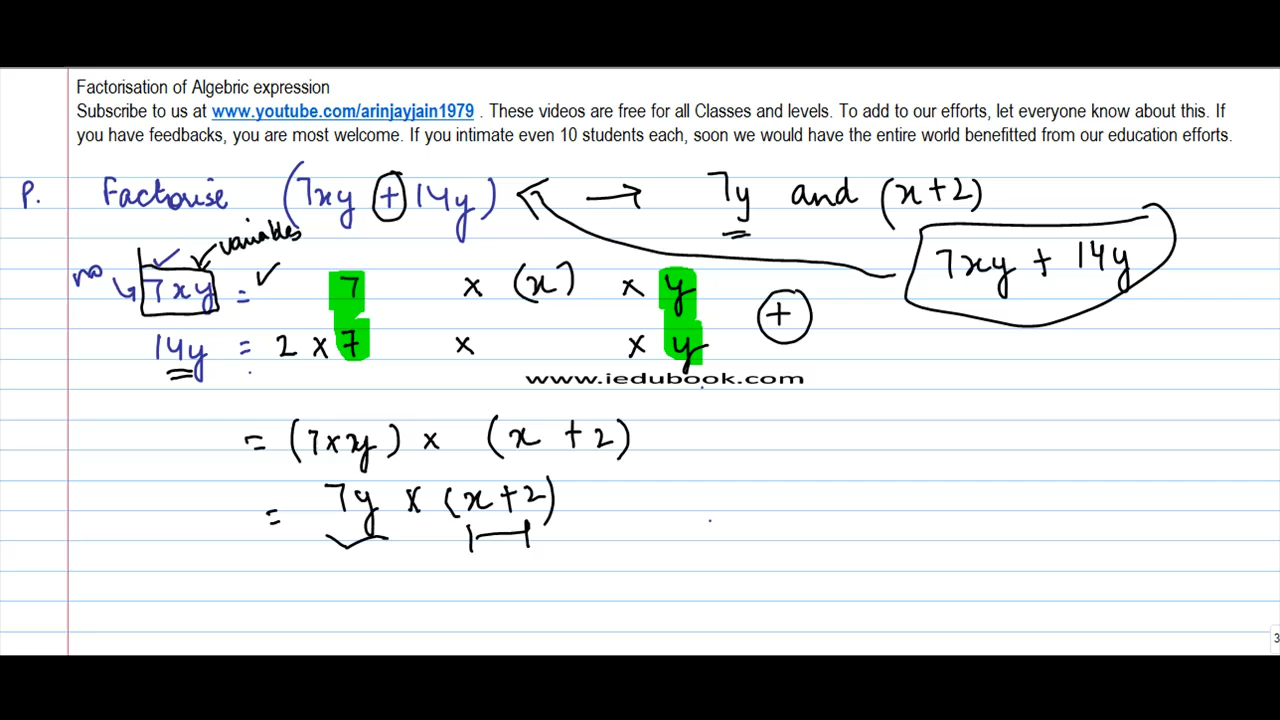 Factorisation of Algebric expression
Subscribe to us at www.youtube.com/arinjayjain1979 . These videos are free for all Classes and levels. To add to our efforts, let everyone know about this. If
you have feedbacks, you are most welcome. If you intimate even 10 students each, soon we would have the entire world benefitted from our education efforts.
P. Factorise (7xy + 14y) → 7y and (x+2)
variables
7xy + 14y
no 7xy = ✓ 7 × (x) × y
+
14y = 2 × 7 × × y
www.iedubook.com
= (7×y) × (x + 2)
= 7y × (x+2)
3